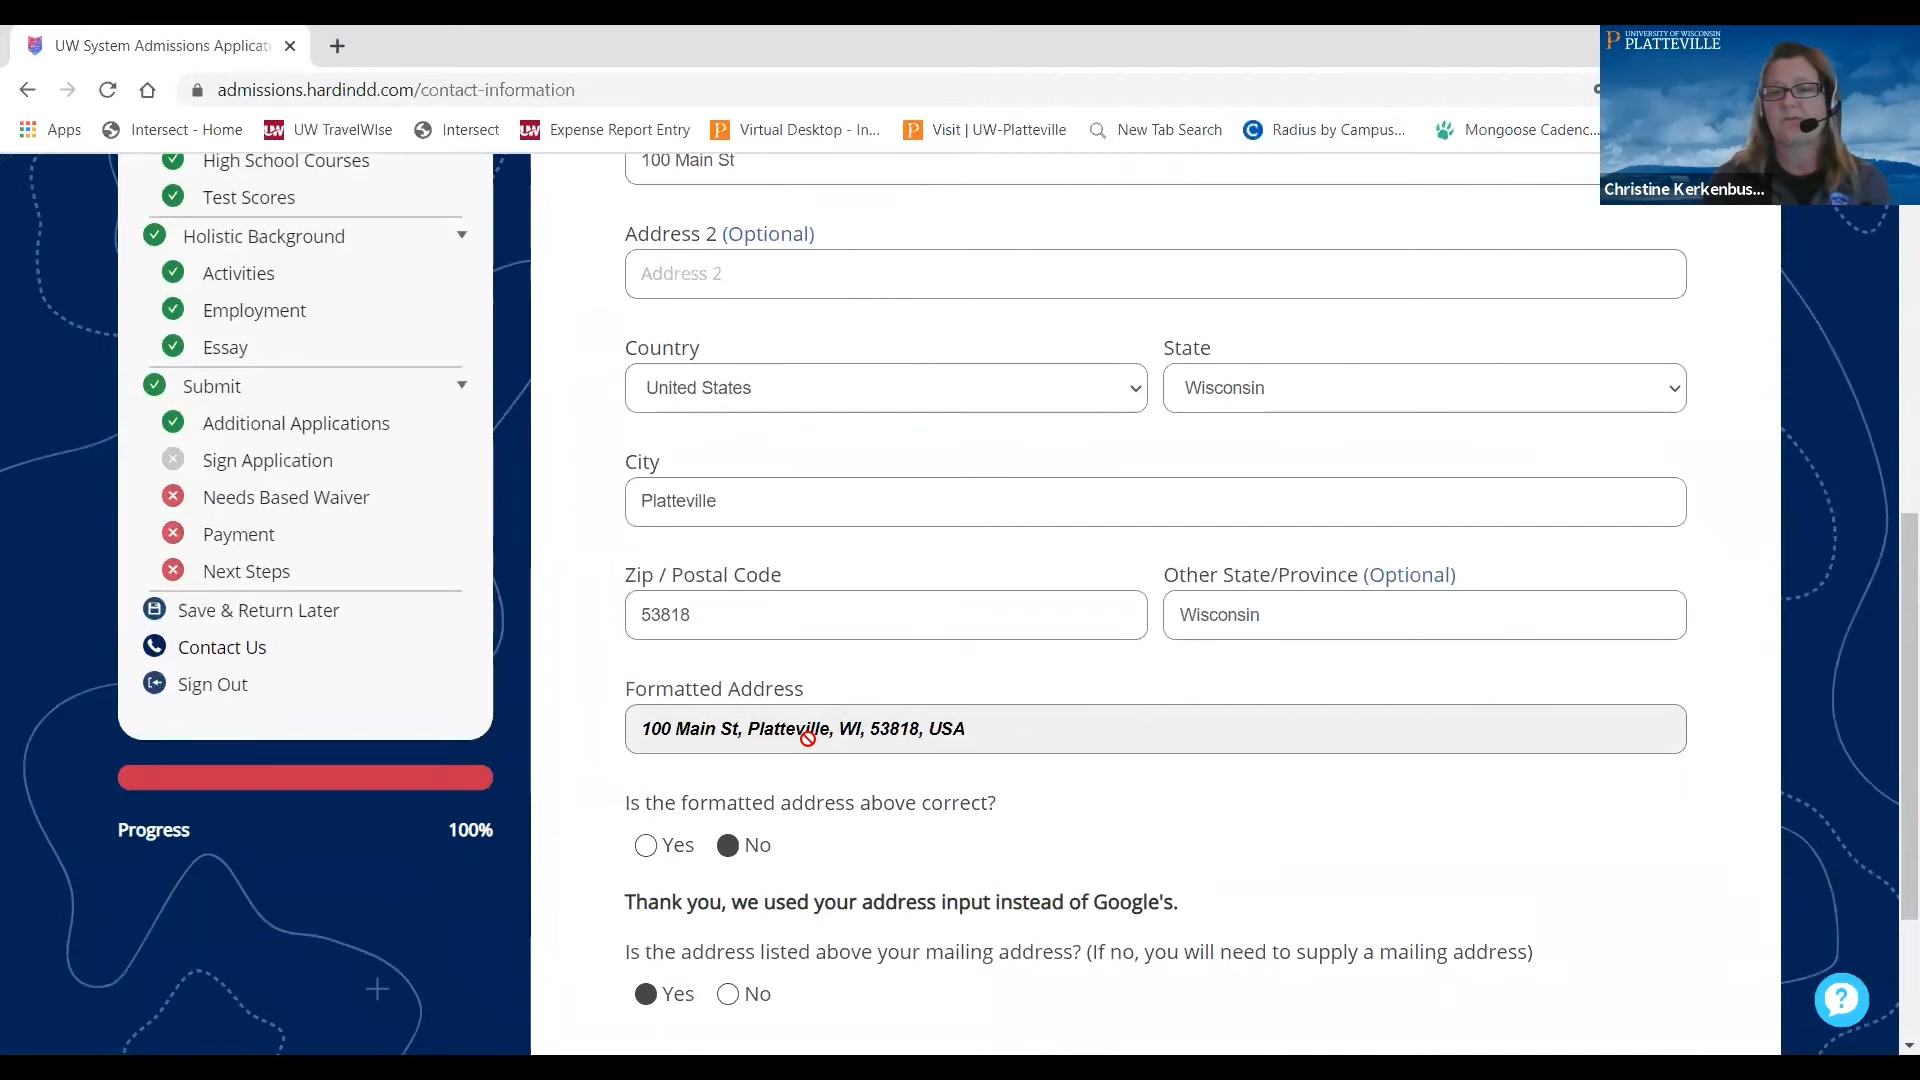 UW System Admissions Applicat
admissions.hardindd.com/contact-information
Apps
Intersect - Home
UW TravelWIse
Intersect
Expense Report Entry
Virtual Desktop - In...
Visit | UW-Platteville
New Tab Search
Radius by Campus...
Mongoose Cadenc...
UNIVERSITY OF WISCONSIN
PLATTEVILLE
Christine Kerkenbus...
High School Courses
Test Scores
Holistic Background
Activities
Employment
Essay
Submit
Additional Applications
Sign Application
Needs Based Waiver
Payment
Next Steps
Save & Return Later
Contact Us
Sign Out
Progress 100%
100 Main St
Address 2 (Optional)
Address 2
Country State
United States Wisconsin
City
Platteville
Zip / Postal Code Other State/Province (Optional)
53818 Wisconsin
Formatted Address
100 Main St, Platteville, WI, 53818, USA
Is the formatted address above correct?
Yes No
Thank you, we used your address input instead of Google's.
Is the address listed above your mailing address? (If no, you will need to supply a mailing address)
Yes No